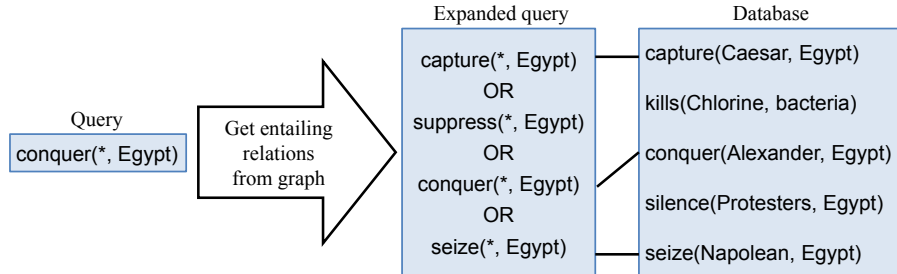 Query
conquer(*, Egypt)
Get entailing
relations
from graph
Expanded query
capture(*, Egypt)
OR
suppress(*, Egypt)
OR
conquer(*, Egypt)
OR
seize(*, Egypt)
Database
capture(Caesar, Egypt)
kills(Chlorine, bacteria)
conquer(Alexander, Egypt)
silence(Protesters, Egypt)
seize(Napolean, Egypt)